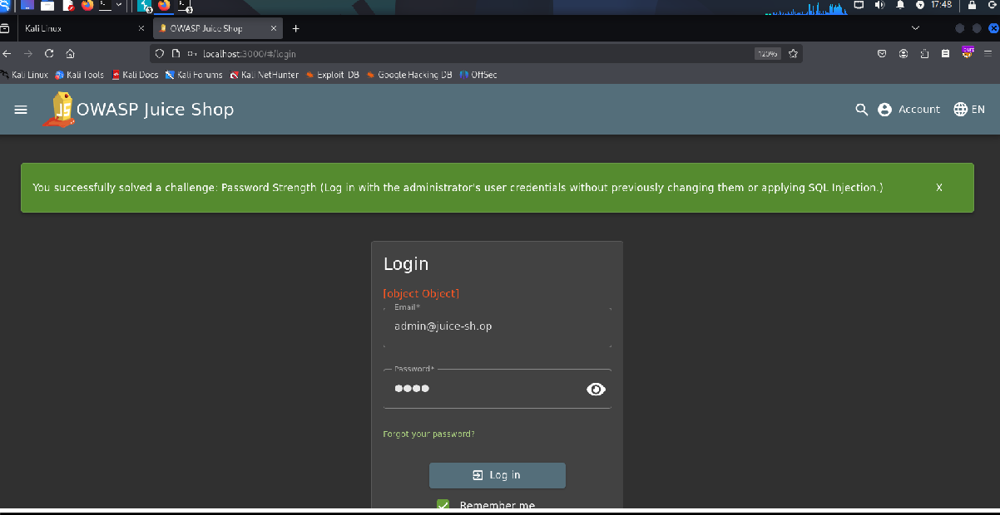 17:48
Kali Linux
OWASP Juice Shop
localhost:3000/#/login
120%
Kali Linux
Kali Tools
Kali Docs
Kali Forums
Kali NetHunter
Exploit-DB
Google Hacking DB
OffSec
OWASP Juice Shop
Account
EN
You successfully solved a challenge: Password Strength (Log in with the administrator's user credentials without previously changing them or applying SQL Injection.)
X
Login
[object Object]
Email*
admin@juice-sh.op
Password*
Forgot your password?
Log in
Remember me